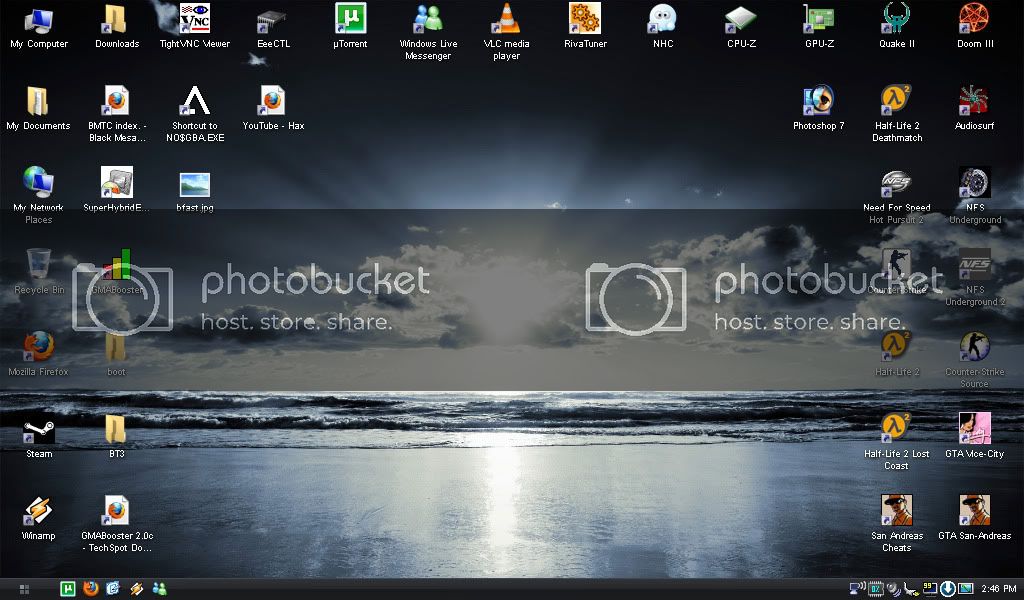 My Computer
Downloads
TightVNC Viewer
EeeCTL
µTorrent
Windows Live
Messenger
VLC media
player
RivaTuner
NHC
CPU-Z
GPU-Z
Quake II
Doom III
My Documents
BMTC index. -
Black Mesa...
Shortcut to
NO$GBA.EXE
YouTube - Hax
Photoshop 7
Half-Life 2
Deathmatch
Audiosurf
My Network
Places
SuperHybridE...
bfast.jpg
Need For Speed
Hot Pursuit 2
NFS
Underground
Recycle Bin
GMABooster
Counter-Strike
NFS
Underground 2
photobucket
host. store. share.
photobucket
host. store. share.
Mozilla Firefox
boot
Half-Life 2
Counter-Strike
Source
Steam
BT3
Half-Life 2 Lost
Coast
GTA Vice-City
Winamp
GMABooster 2.0c
- TechSpot Do...
San Andreas
Cheats
GTA San-Andreas
2:46 PM